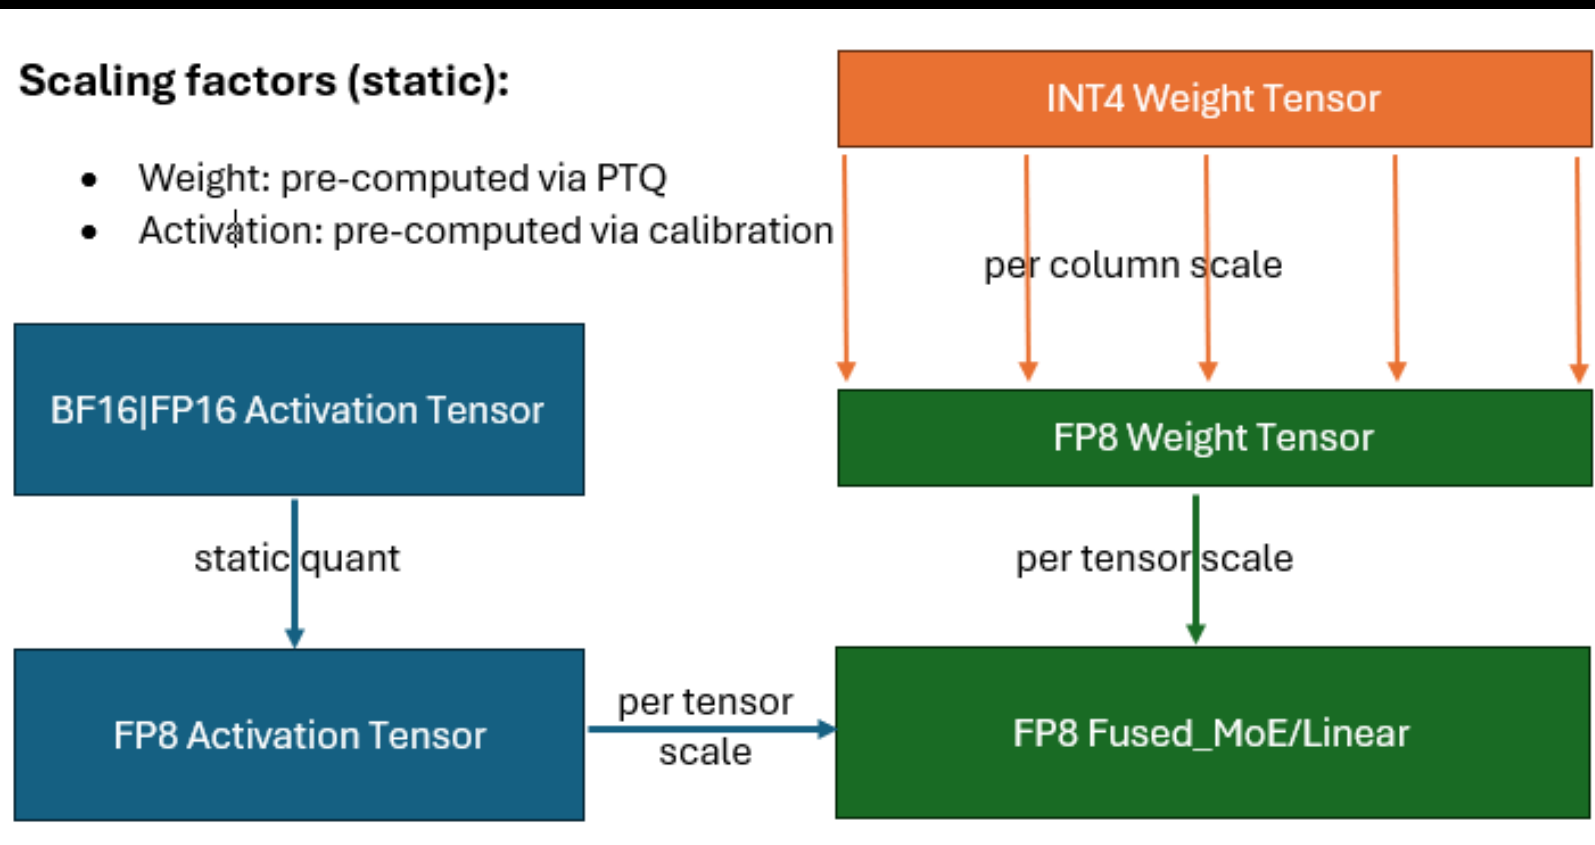 Scaling factors (static):
• Weight: pre-computed via PTQ
• Activation: pre-computed via calibration
INT4 Weight Tensor
per column scale
BF16|FP16 Activation Tensor
FP8 Weight Tensor
static quant
per tensor scale
FP8 Activation Tensor
per tensor
scale
FP8 Fused_MoE/Linear